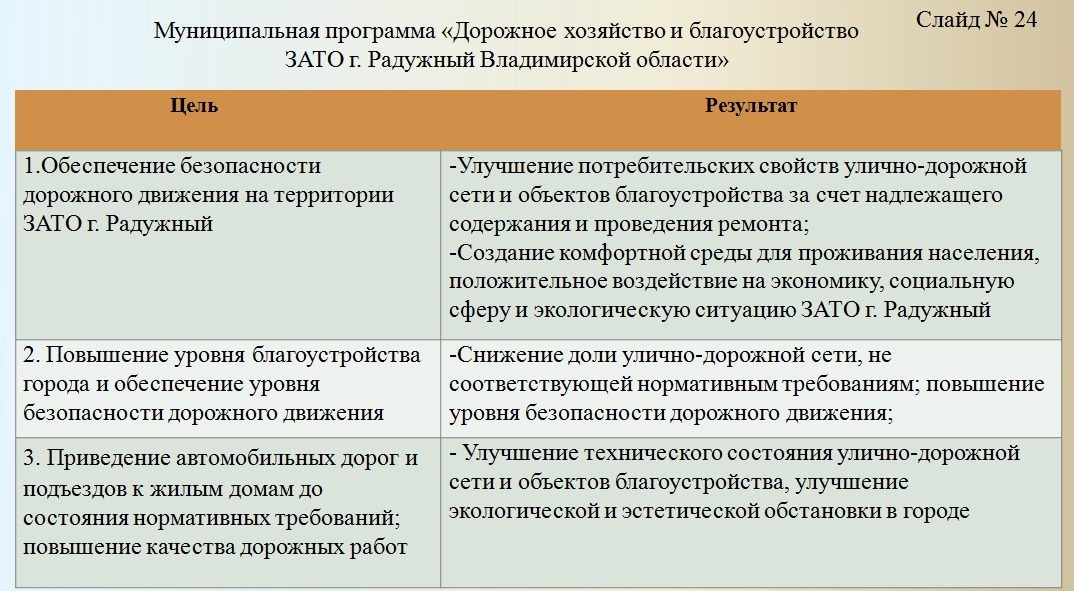 Слайд № 24
Муниципальная программа «Дорожное хозяйство и благоустройство
ЗАТО г. Радужный Владимирской области»
Цель
Результат
1.Обеспечение безопасности
дорожного движения на территории
ЗАТО г. Радужный
-Улучшение потребительских свойств улично-дорожной
сети и объектов благоустройства за счет надлежащего
содержания и проведения ремонта;
-Создание комфортной среды для проживания населения,
положительное воздействие на экономику, социальную
сферу и экологическую ситуацию ЗАТО г. Радужный
2. Повышение уровня благоустройства
города и обеспечение уровня
безопасности дорожного движения
-Снижение доли улично-дорожной сети, не
соответствующей нормативным требованиям; повышение
уровня безопасности дорожного движения;
3. Приведение автомобильных дорог и
подъездов к жилым домам до
состояния нормативных требований;
повышение качества дорожных работ
- Улучшение технического состояния улично-дорожной
сети и объектов благоустройства, улучшение
экологической и эстетической обстановки в городе